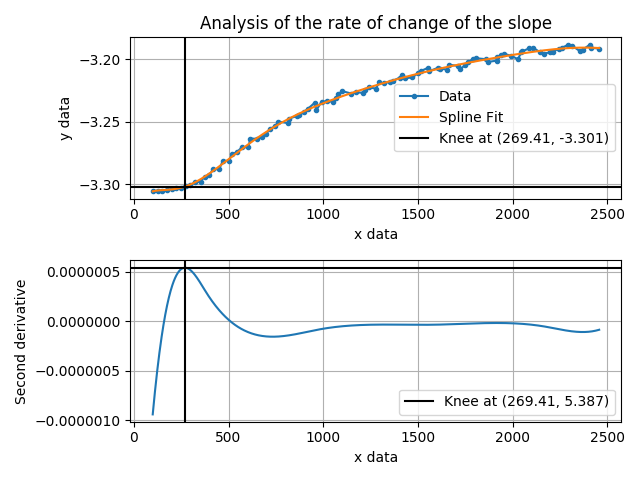 Analysis of the rate of change of the slope
−3.20
−3.25
−3.30
y data
Data
Spline Fit
Knee at (269.41, -3.301)
0 500 1000 1500 2000 2500
x data
0.0000005
0.0000000
−0.0000005
−0.0000010
Second derivative
Knee at (269.41, 5.387)
0 500 1000 1500 2000 2500
x data